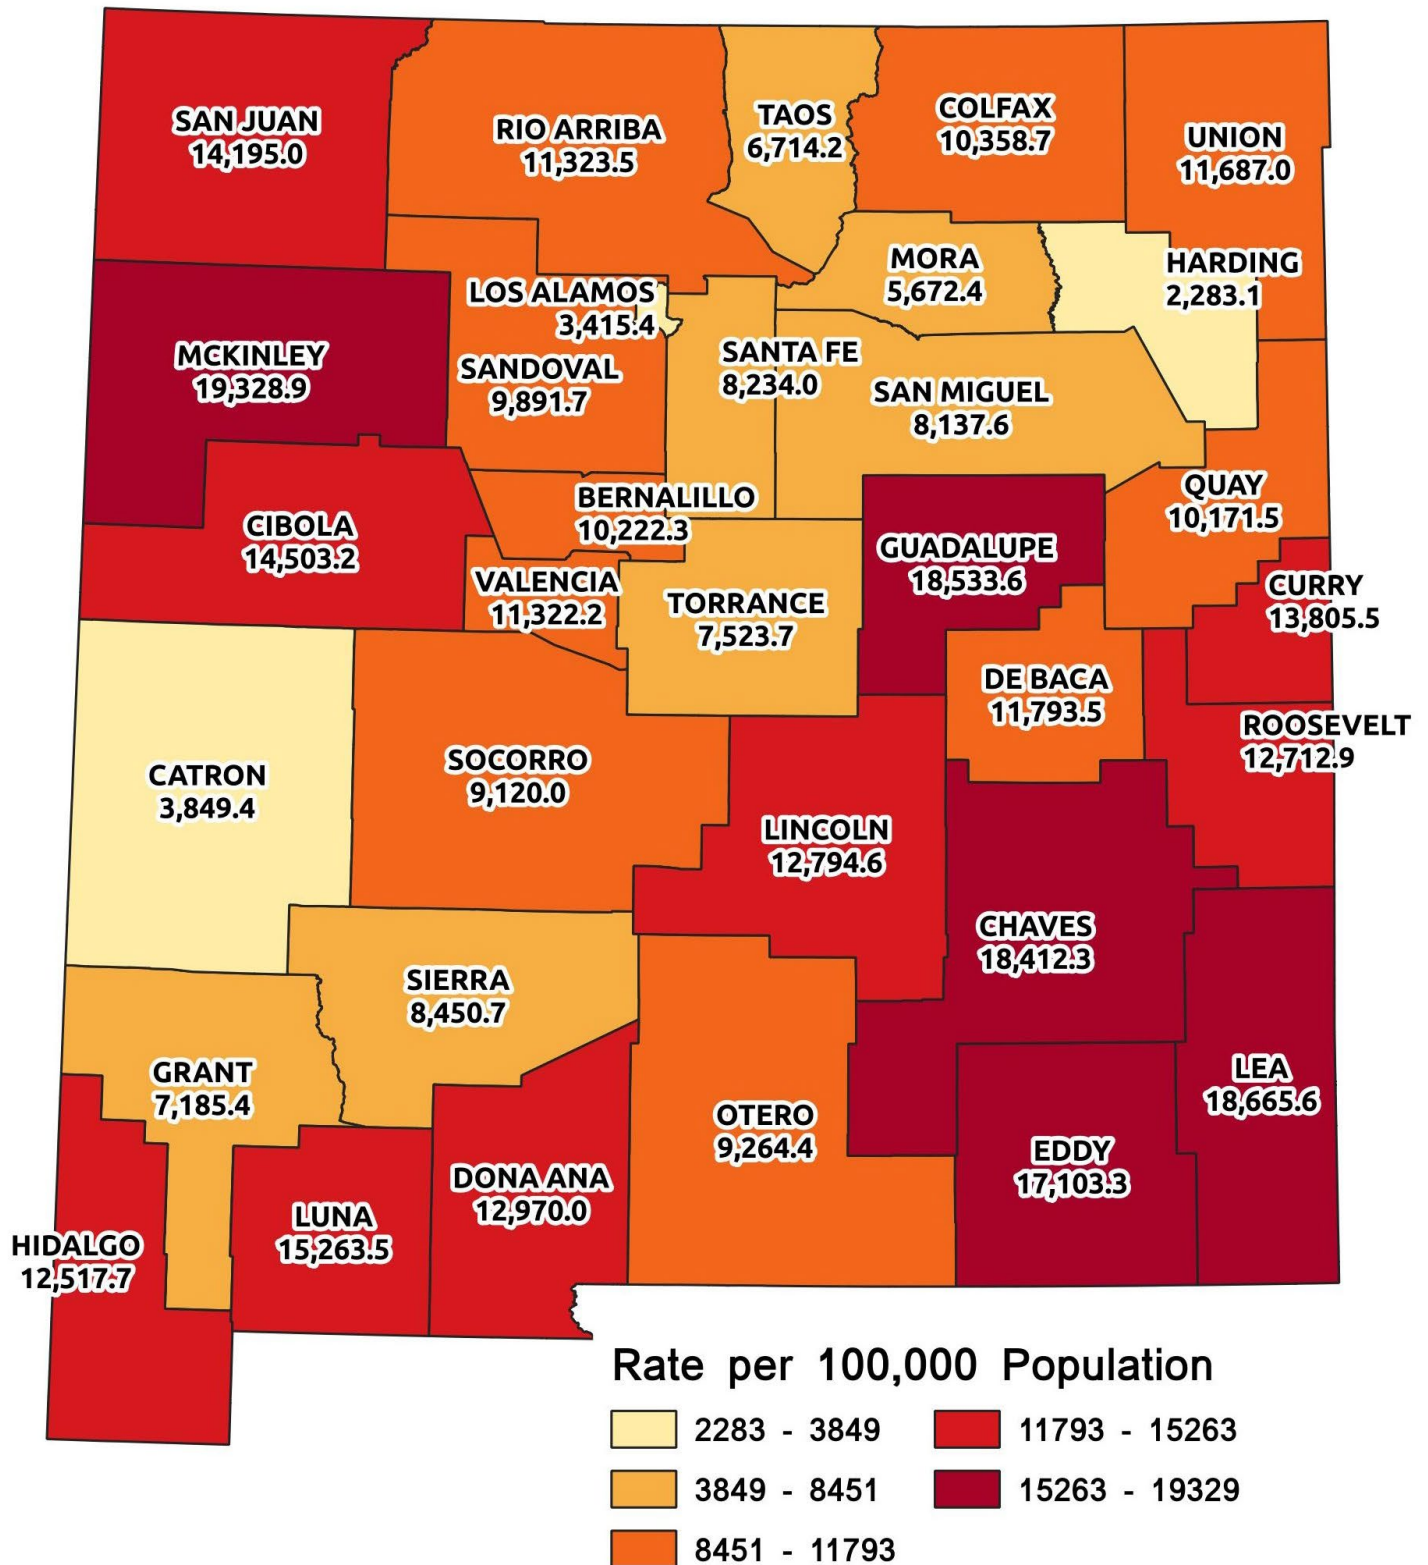 SAN JUAN
14,195.0
RIO ARRIBA
11,323.5
TAOS
6,714.2
COLFAX
10,358.7
UNION
11,687.0
MORA
5,672.4
HARDING
2,283.1
LOS ALAMOS
3,415.4
MCKINLEY
19,328.9
SANDOVAL
9,891.7
SANTA FE
8,234.0
SAN MIGUEL
8,137.6
BERNALILLO
10,222.3
QUAY
10,171.5
CIBOLA
14,503.2
GUADALUPE
18,533.6
VALENCIA
11,322.2
TORRANCE
7,523.7
CURRY
13,805.5
DE BACA
11,793.5
ROOSEVELT
12,712.9
CATRON
3,849.4
SOCORRO
9,120.0
LINCOLN
12,794.6
CHAVES
18,412.3
SIERRA
8,450.7
GRANT
7,185.4
LEA
18,665.6
OTERO
9,264.4
EDDY
17,103.3
DONA ANA
12,970.0
LUNA
15,263.5
HIDALGO
12,517.7
Rate per 100,000 Population
2283 - 3849
3849 - 8451
8451 - 11793
11793 - 15263
15263 - 19329